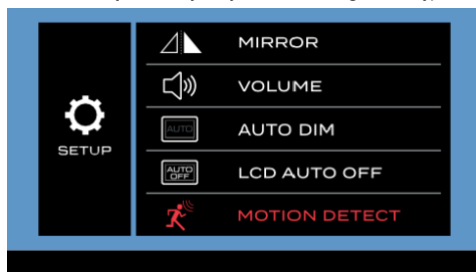 MIRROR
VOLUME
SETUP
AUTO
AUTO DIM
AUTO
OFF
LCD AUTO OFF
MOTION DETECT